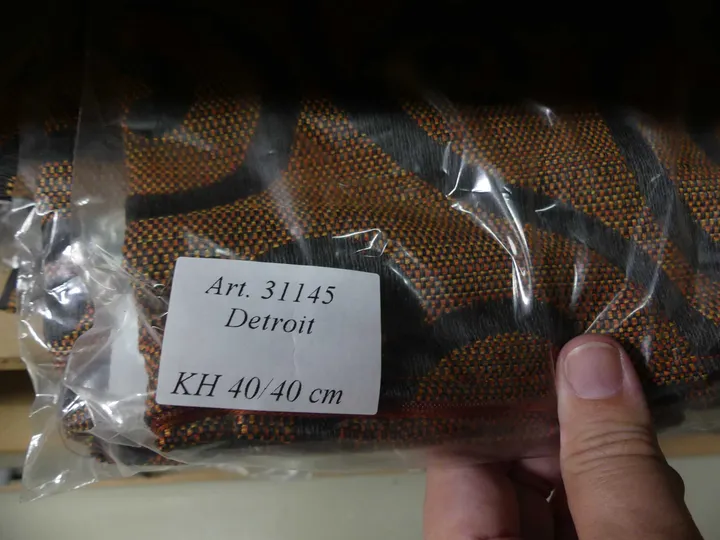 Art. 31145
Detroit
KH 40/40 cm